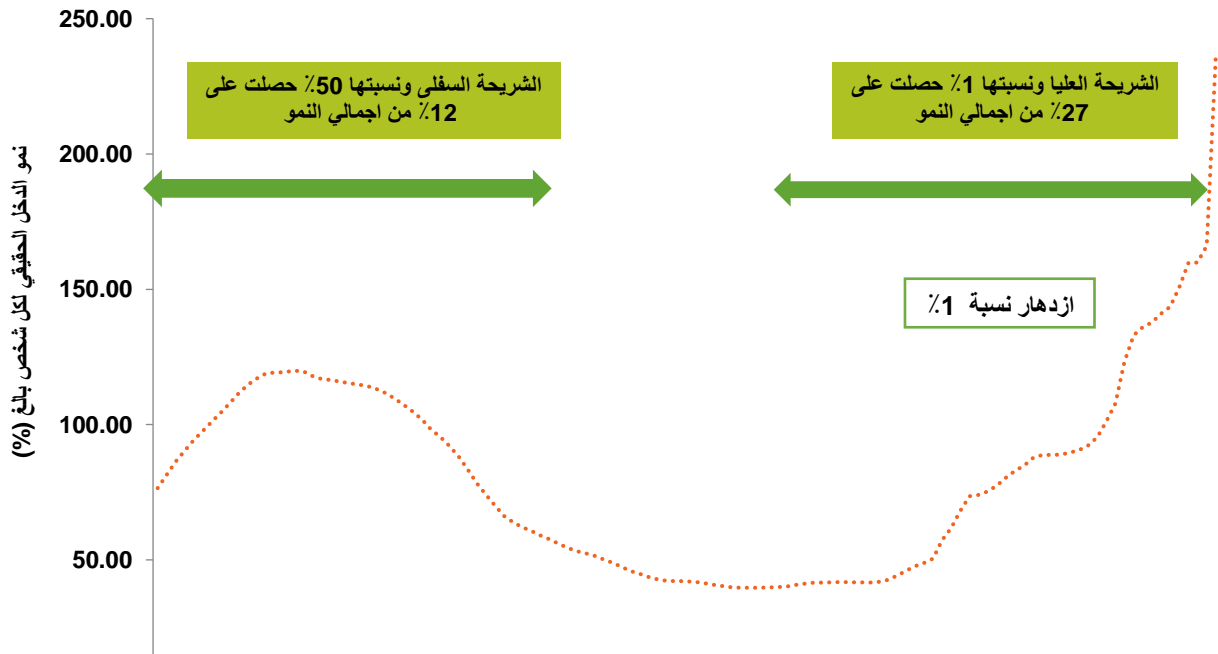 250.00
200.00
150.00
100.00
50.00
نمو الدخل الحقيقي لكل شخص بالغ (%)
الشريحة السفلى ونسبتها 50٪ حصلت على
12٪ من اجمالي النمو
الشريحة العليا ونسبتها 1٪ حصلت على
27٪ من اجمالي النمو
ازدهار نسبة 1٪